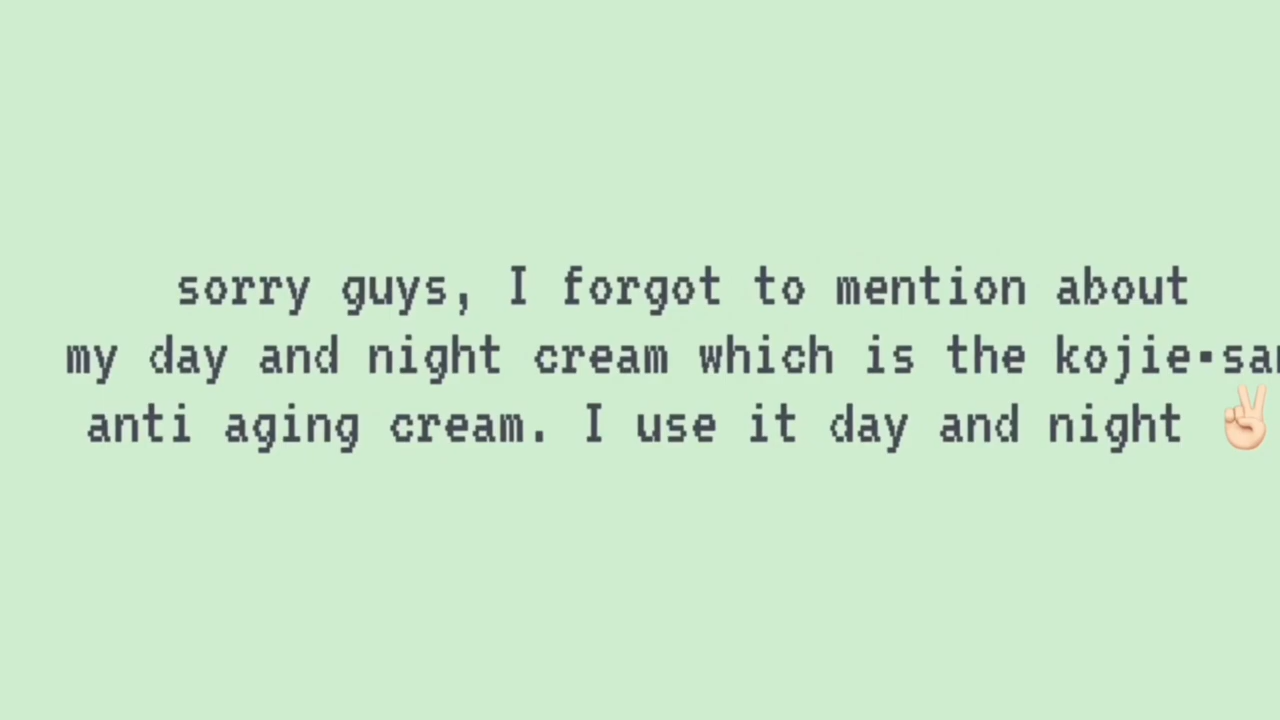 sorry guys, I forgot to mention about
my day and night cream which is the kojie•sa
anti aging cream. I use it day and night ✌🏻